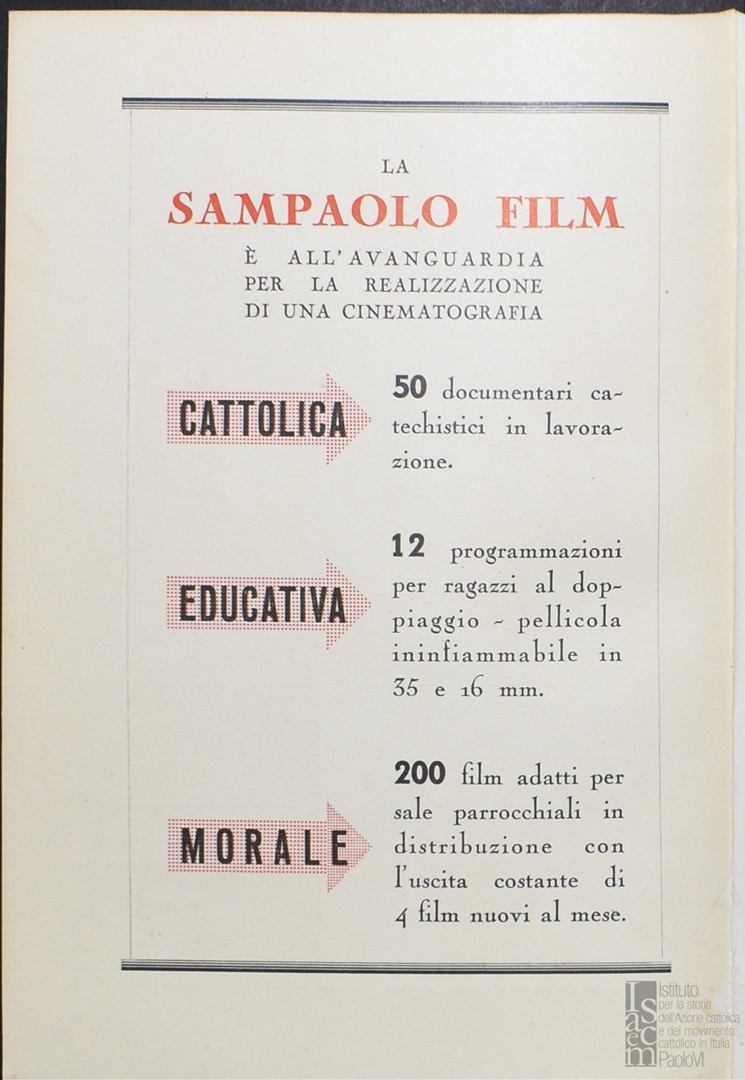 LA
SAMPAOLO FILM
È ALL'AVANGUARDIA
PER LA REALIZZAZIONE
DI UNA CINEMATOGRAFIA
CATTOLICA
50 documentari ca-
techistici in lavora-
zione.
EDUCATIVA
12 programmazioni
per ragazzi al dop-
piaggio - pellicola
ininfiammabile in
35 e 16 mm.
MORALE
200 film adatti per
sale parrocchiali in
distribuzione con
l'uscita costante di
4 film nuovi al mese.
Isacem
Istituto
per la storia
dell'Azione cattolica
e del movimento
cattolico in Italia
PaoloVI